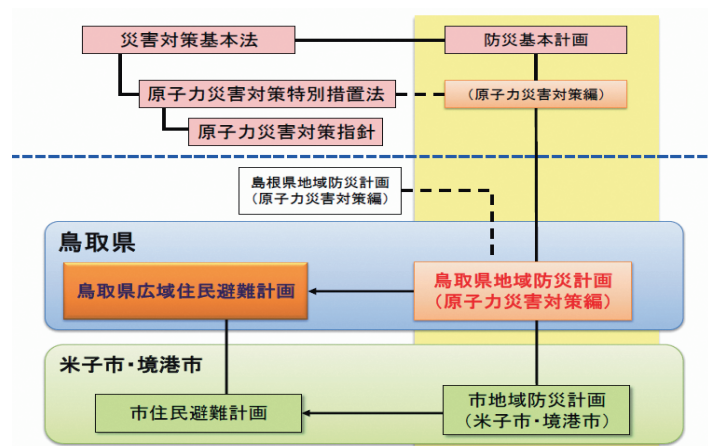 災害対策基本法
防災基本計画
原子力災害対策特別措置法
（原子力災害対策編）
原子力災害対策指針
島根県地域防災計画
（原子力災害対策編）
鳥取県
鳥取県広域住民避難計画
鳥取県地域防災計画
（原子力災害対策編）
米子市・境港市
市住民避難計画
市地域防災計画
（米子市・境港市）